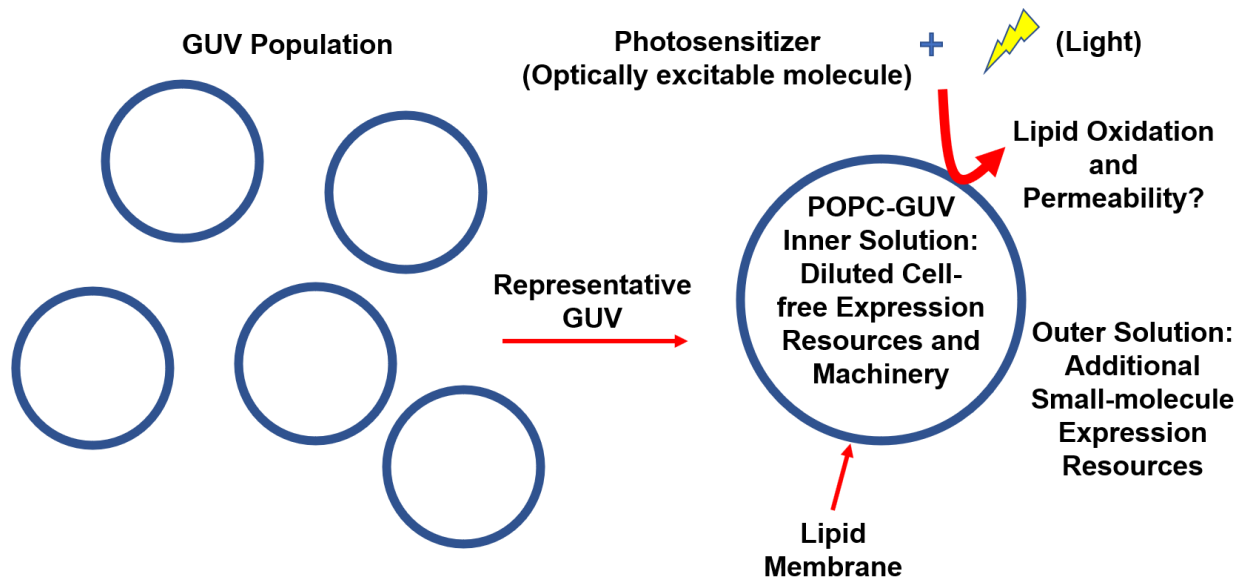 GUV Population
Photosensitizer
(Optically excitable molecule)
+
(Light)
Lipid Oxidation
and
Permeability?
POPC-GUV
Inner Solution:
Diluted Cell-
free Expression
Resources and
Machinery
Representative
GUV
Outer Solution:
Additional
Small-molecule
Expression
Resources
Lipid
Membrane